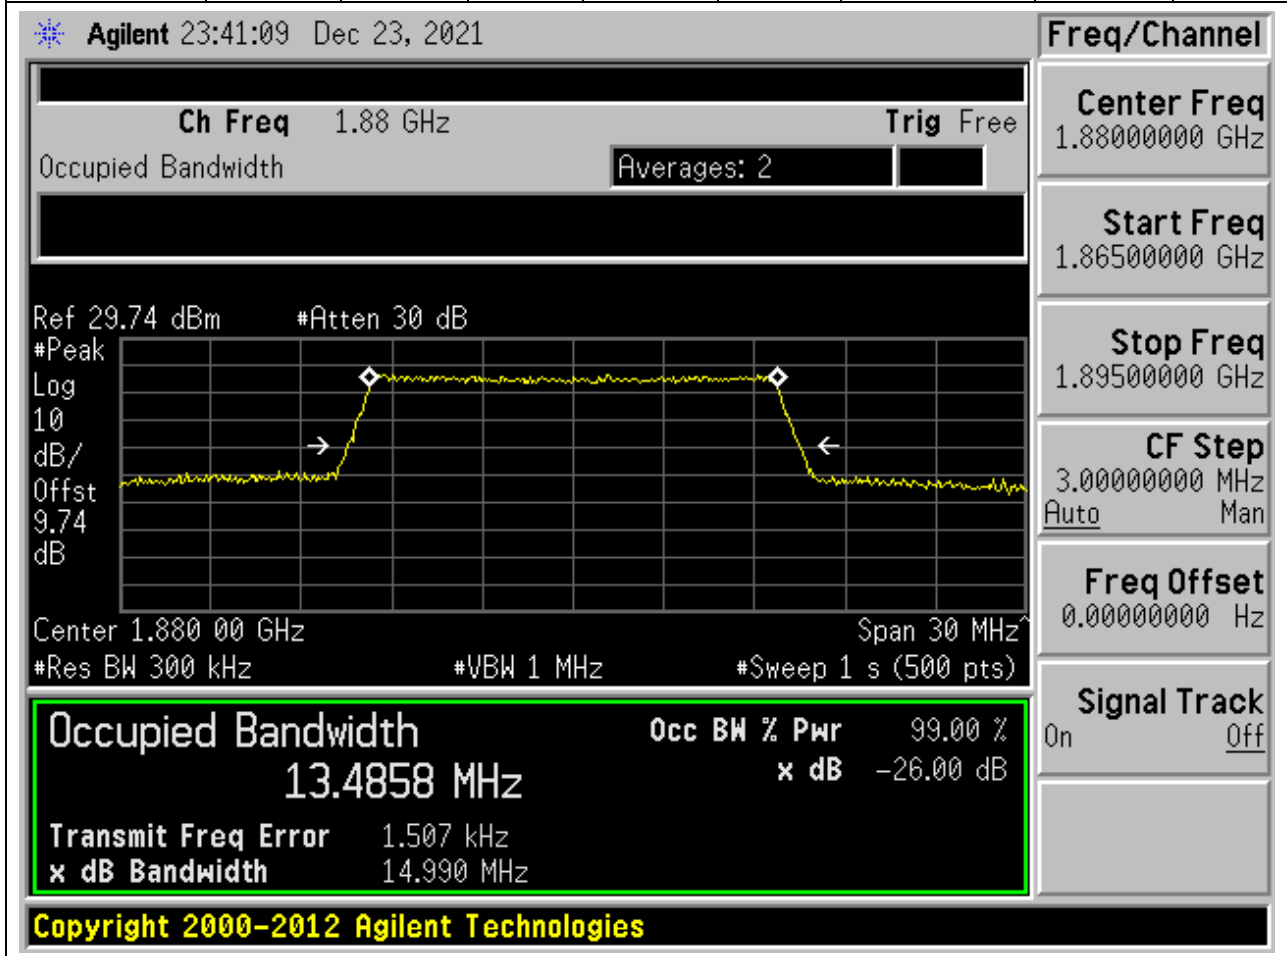 Agilent 23:41:09 Dec 23, 2021
Freq/Channel
Ch Freq 1.88 GHz Trig Free
Occupied Bandwidth Averages: 2
Center Freq
1.88000000 GHz
Start Freq
1.86500000 GHz
Stop Freq
1.89500000 GHz
CF Step
3.00000000 MHz
Auto Man
Freq Offset
0.00000000 Hz
Signal Track
On Off
Ref 29.74 dBm #Atten 30 dB
#Peak
Log
10
dB/
Offst
9.74
dB
Center 1.880 00 GHz Span 30 MHz^
#Res BW 300 kHz #VBW 1 MHz #Sweep 1 s (500 pts)
Occupied Bandwidth Occ BW % Pwr 99.00 %
13.4858 MHz x dB -26.00 dB
Transmit Freq Error 1.507 kHz
x dB Bandwidth 14.990 MHz
Copyright 2000-2012 Agilent Technologies